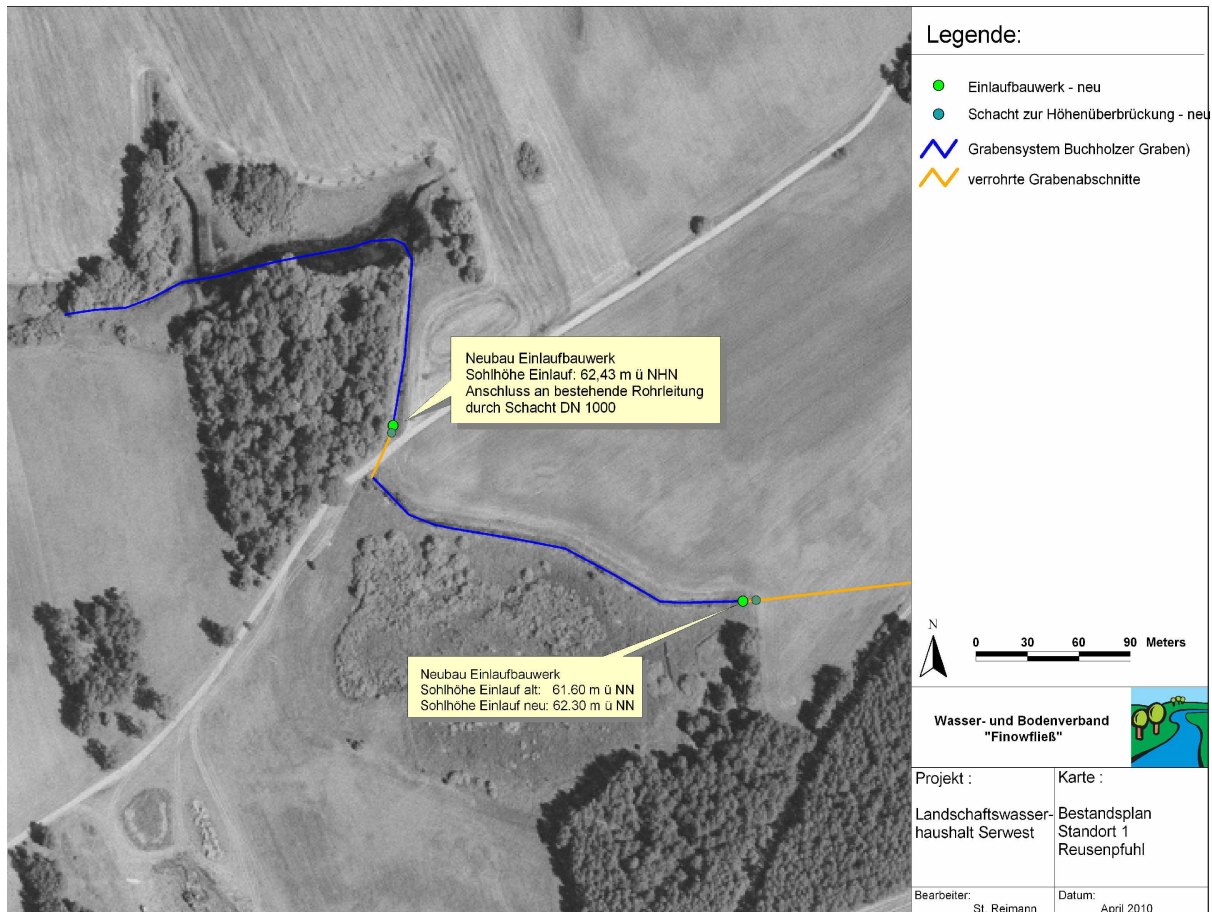 Legende:
Einlaufbauwerk - neu
Schacht zur Höhenüberbrückung - neu
Grabensystem Buchholzer Graben)
verrohrte Grabenabschnitte
Neubau Einlaufbauwerk
Sohlhöhe Einlauf: 62,43 m ü NHN
Anschluss an bestehende Rohrleitung
durch Schacht DN 1000
Neubau Einlaufbauwerk
Sohlhöhe Einlauf alt: 61.60 m ü NN
Sohlhöhe Einlauf neu: 62.30 m ü NN
N
0 30 60 90 Meters
Wasser- und Bodenverband
"Finowfließ"
Projekt :
Landschaftswasser-
haushalt Serwest
Karte :
Bestandsplan
Standort 1
Reusenpfuhl
Bearbeiter:
St. Reimann
Datum:
April 2010